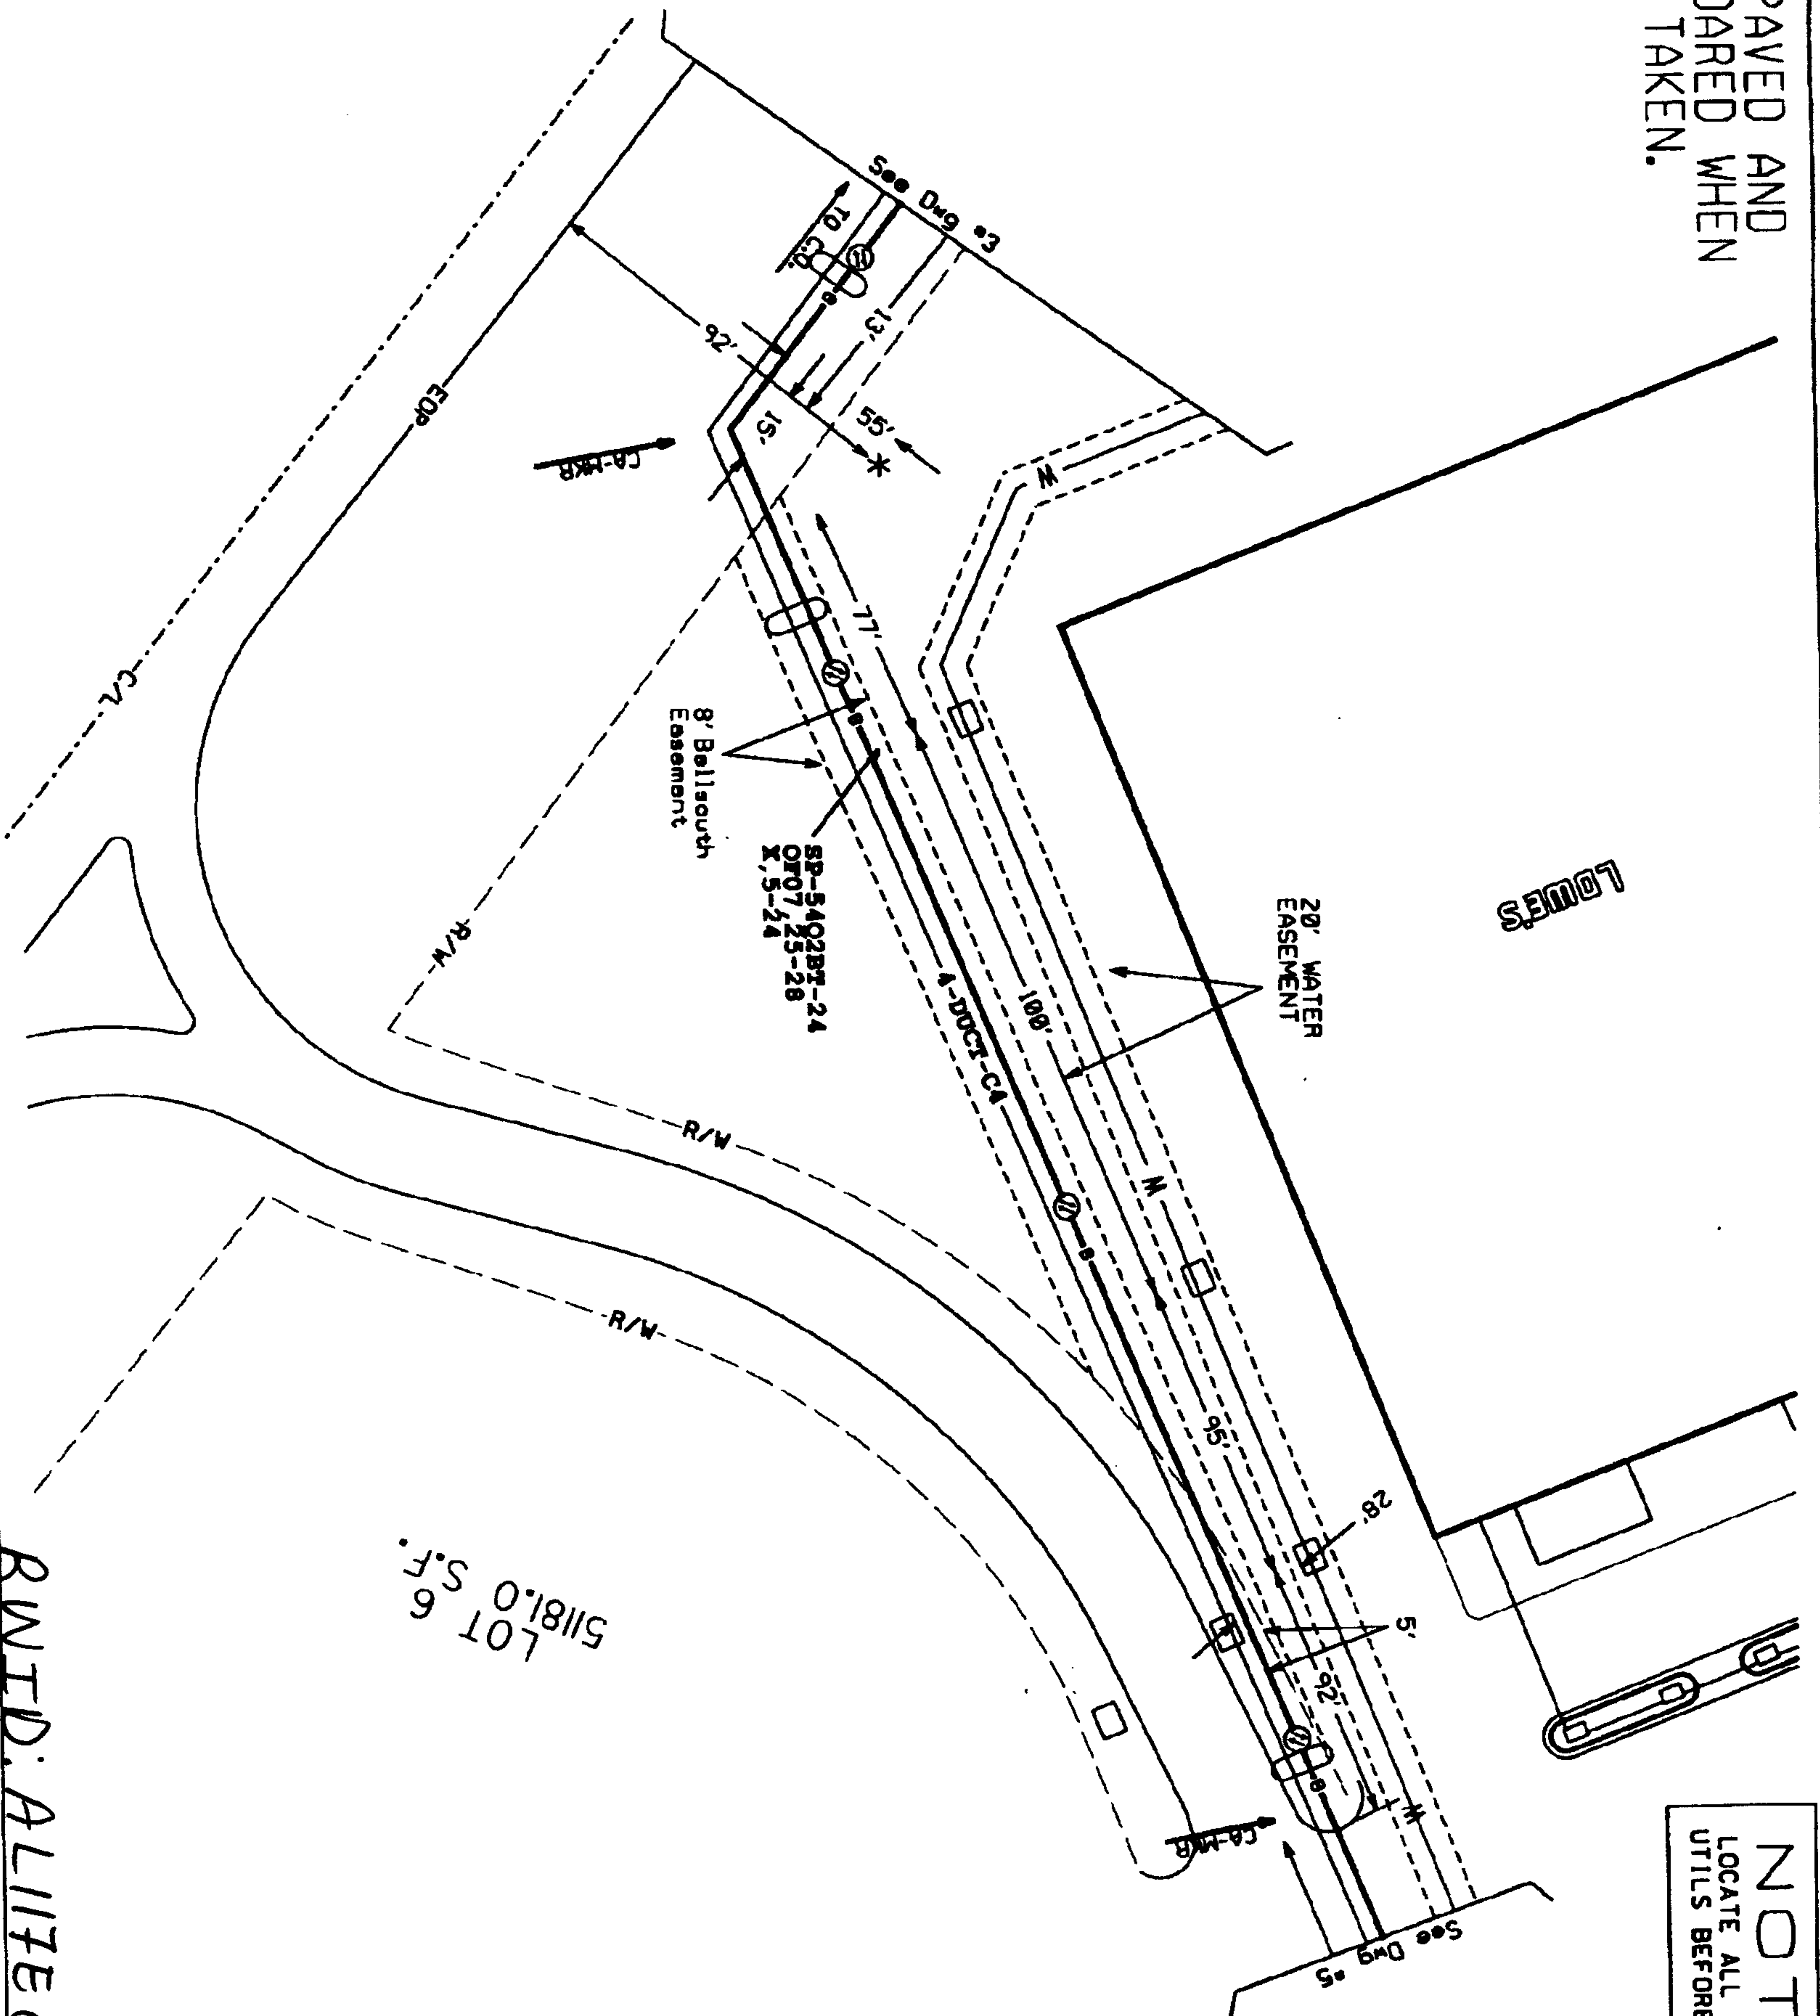 PAVED AND
DARED WHEN
TAKEN.
See Dwg #3
TO C.O.
13'
92'
15'
55'
EOP
CA-MKR
W
77'
LOWE'S
20' WATER
EASEMENT
8' Bellsouth
Easement
B
SP-5402BT-24
OF07,25-28
X,5-24
4-DUCT-C4
100'
C/L
R/W
R/W
R/W
W
B
95'
28'
5'
92'
LOT 6
51181.0 S.F.
B
W
CA-MKR
See Dwg #5
NOT
LOCATE ALL
UTILS BEFORE